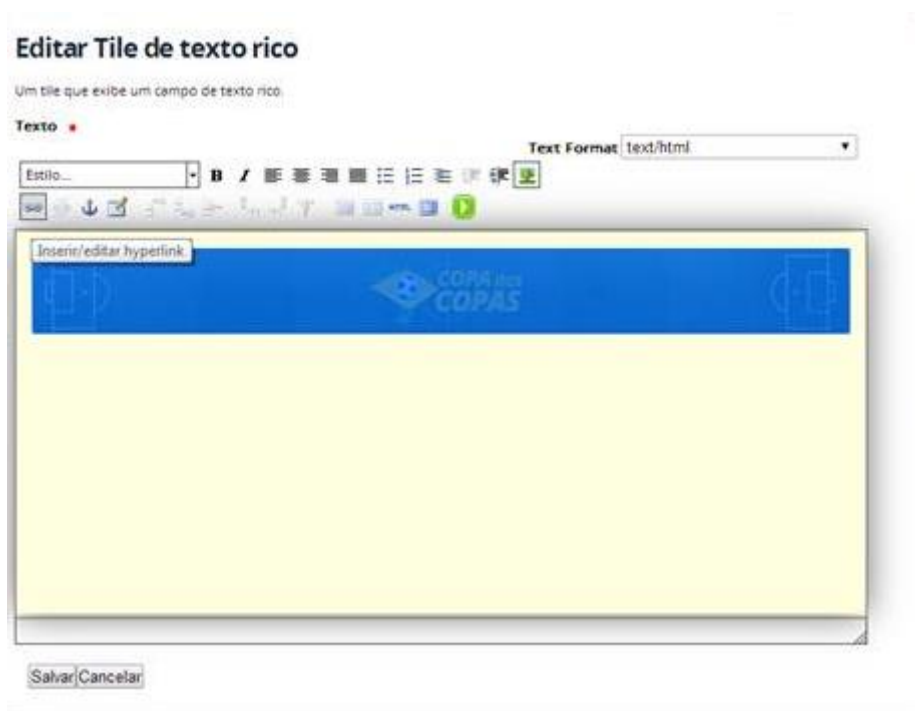 Editar Tile de texto rico
Um tile que exibe um campo de texto rico.
Texto
Text Format text/html
Estilo...
B I
HTML
Inserir/editar hyperlink
COPA das
COPAS
Salvar Cancelar